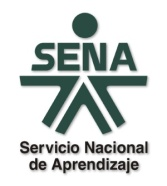 SENA
Servicio Nacional
de Aprendizaje